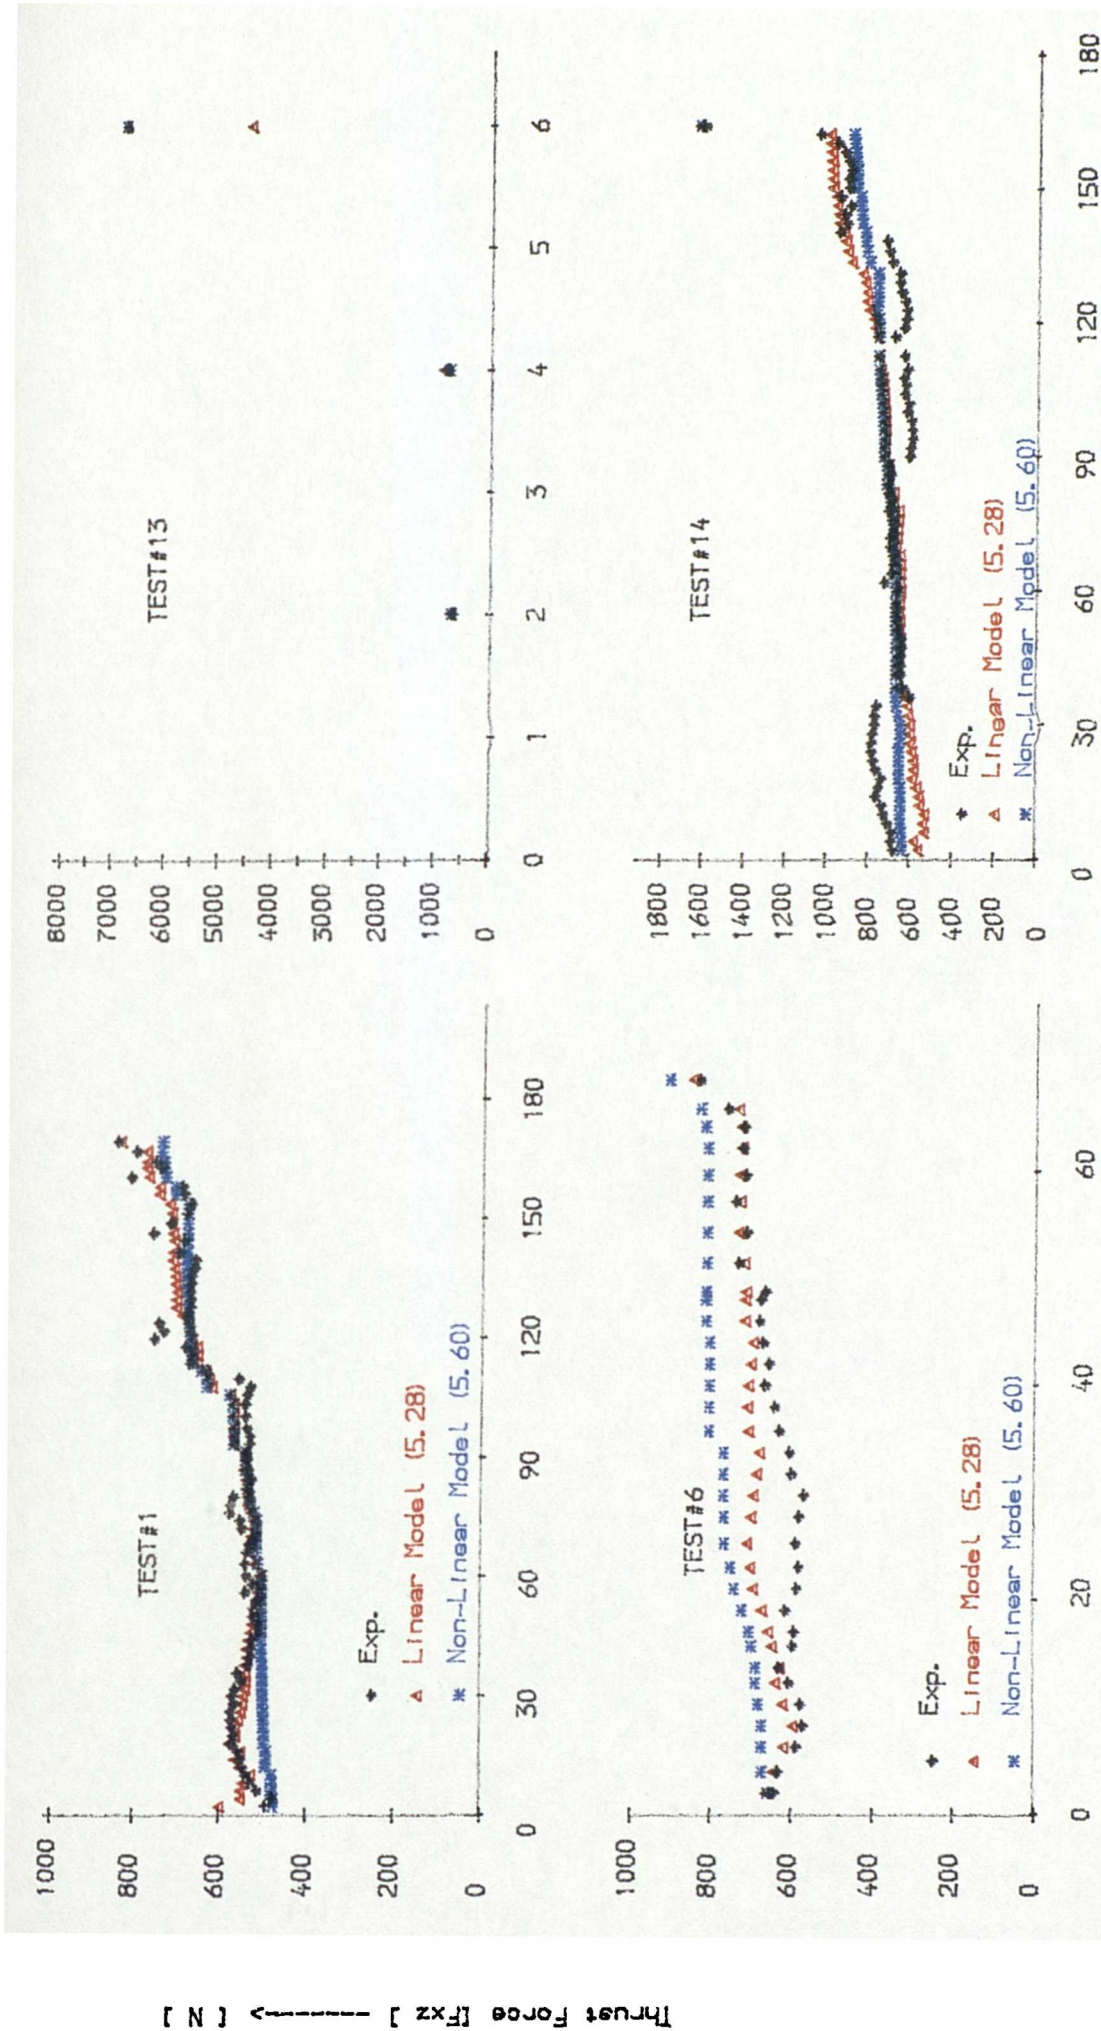 Thrust Force [Fxz] ------> [ N ]
TEST#1
1000
800
600
400
200
0
0 30 60 90 120 150 180
+ Exp.
△ Linear Model (5.28)
* Non-Linear Model (5.60)
TEST#13
8000
7000
6000
5000
4000
3000
2000
1000
0
0 1 2 3 4 5 6
TEST#6
1000
800
600
400
200
0
0 20 40 60
+ Exp.
△ Linear Model (5.28)
* Non-Linear Model (5.60)
TEST#14
1800
1600
1400
1200
1000
800
600
400
200
0
0 30 60 90 120 150 180
+ Exp.
△ Linear Model (5.28)
* Non-Linear Model (5.60)